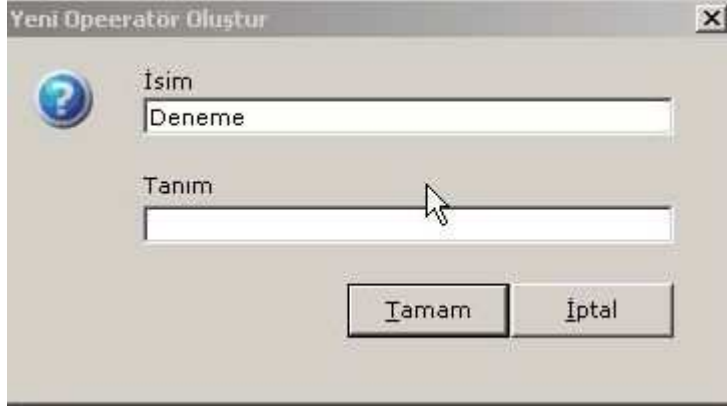 Yeni Opeeratör Oluştur
İsim
Deneme
Tanım
Tamam
İptal